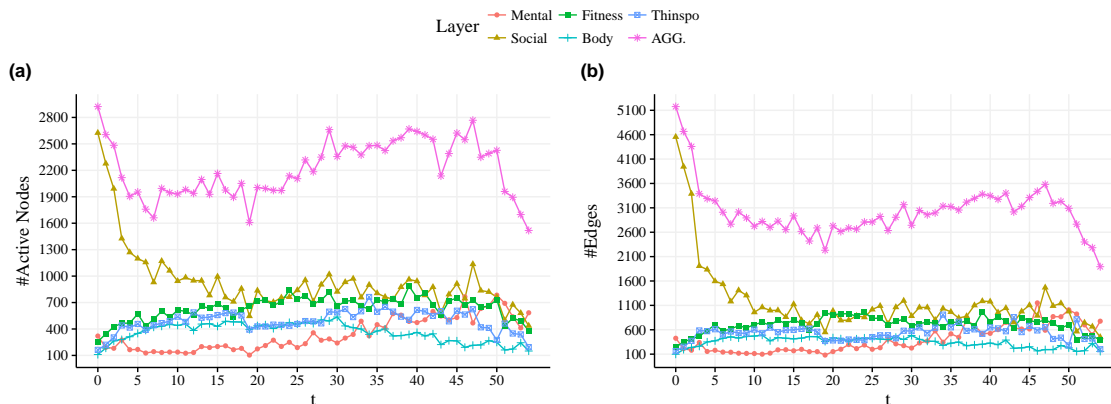 Layer
Mental Fitness Thinspo
Social Body AGG.
(a)
(b)
#Active Nodes
2800
2500
2200
1900
1600
1300
1000
700
400
100
0 5 10 15 20 25 30 35 40 45 50
t
#Edges
5100
4600
4100
3600
3100
2600
2100
1600
1100
600
100
0 5 10 15 20 25 30 35 40 45 50
t